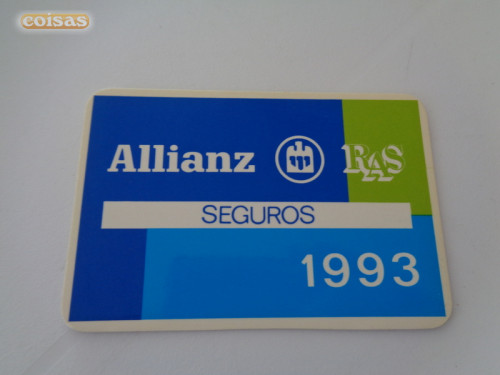 coisas
Allianz RAS
SEGUROS
1993